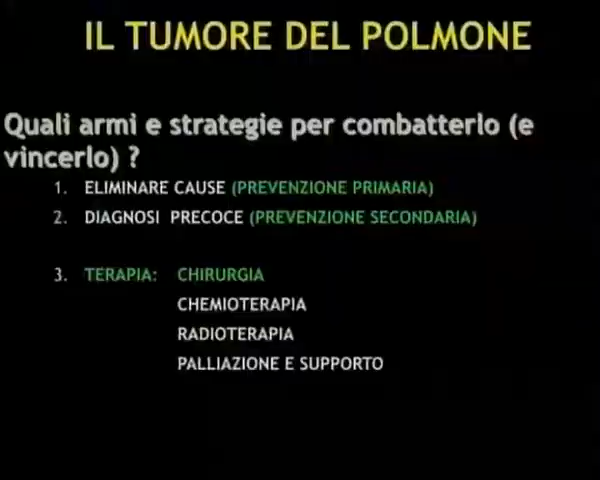 IL TUMORE DEL POLMONE
Quali armi e strategie per combatterlo (e
vincerlo) ?
1. ELIMINARE CAUSE (PREVENZIONE PRIMARIA)
2. DIAGNOSI PRECOCE (PREVENZIONE SECONDARIA)
3. TERAPIA: CHIRURGIA
CHEMIOTERAPIA
RADIOTERAPIA
PALLIAZIONE E SUPPORTO